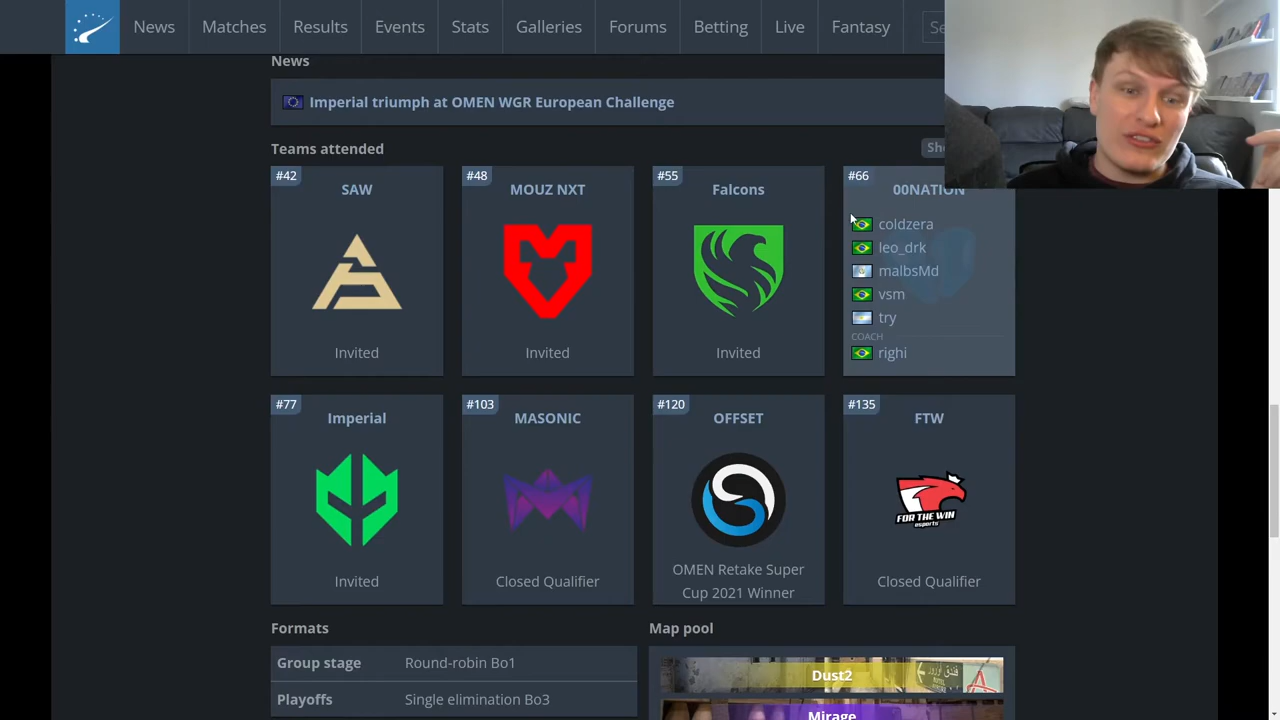 News Matches Results Events Stats Galleries Forums Betting Live Fantasy
News
Imperial triumph at OMEN WGR European Challenge
Teams attended
#42
SAW
Invited
#48
MOUZ NXT
Invited
#55
Falcons
Invited
#66
00NATION
coldzera
leo_drk
malbsMd
vsm
try
COACH
righi
#77
Imperial
Invited
#103
MASONIC
Closed Qualifier
#120
OFFSET
OMEN Retake Super
Cup 2021 Winner
#135
FTW
FOR THE WIN
esports
Closed Qualifier
Formats
Group stage Round-robin Bo1
Playoffs Single elimination Bo3
Map pool
Dust2
Mirage